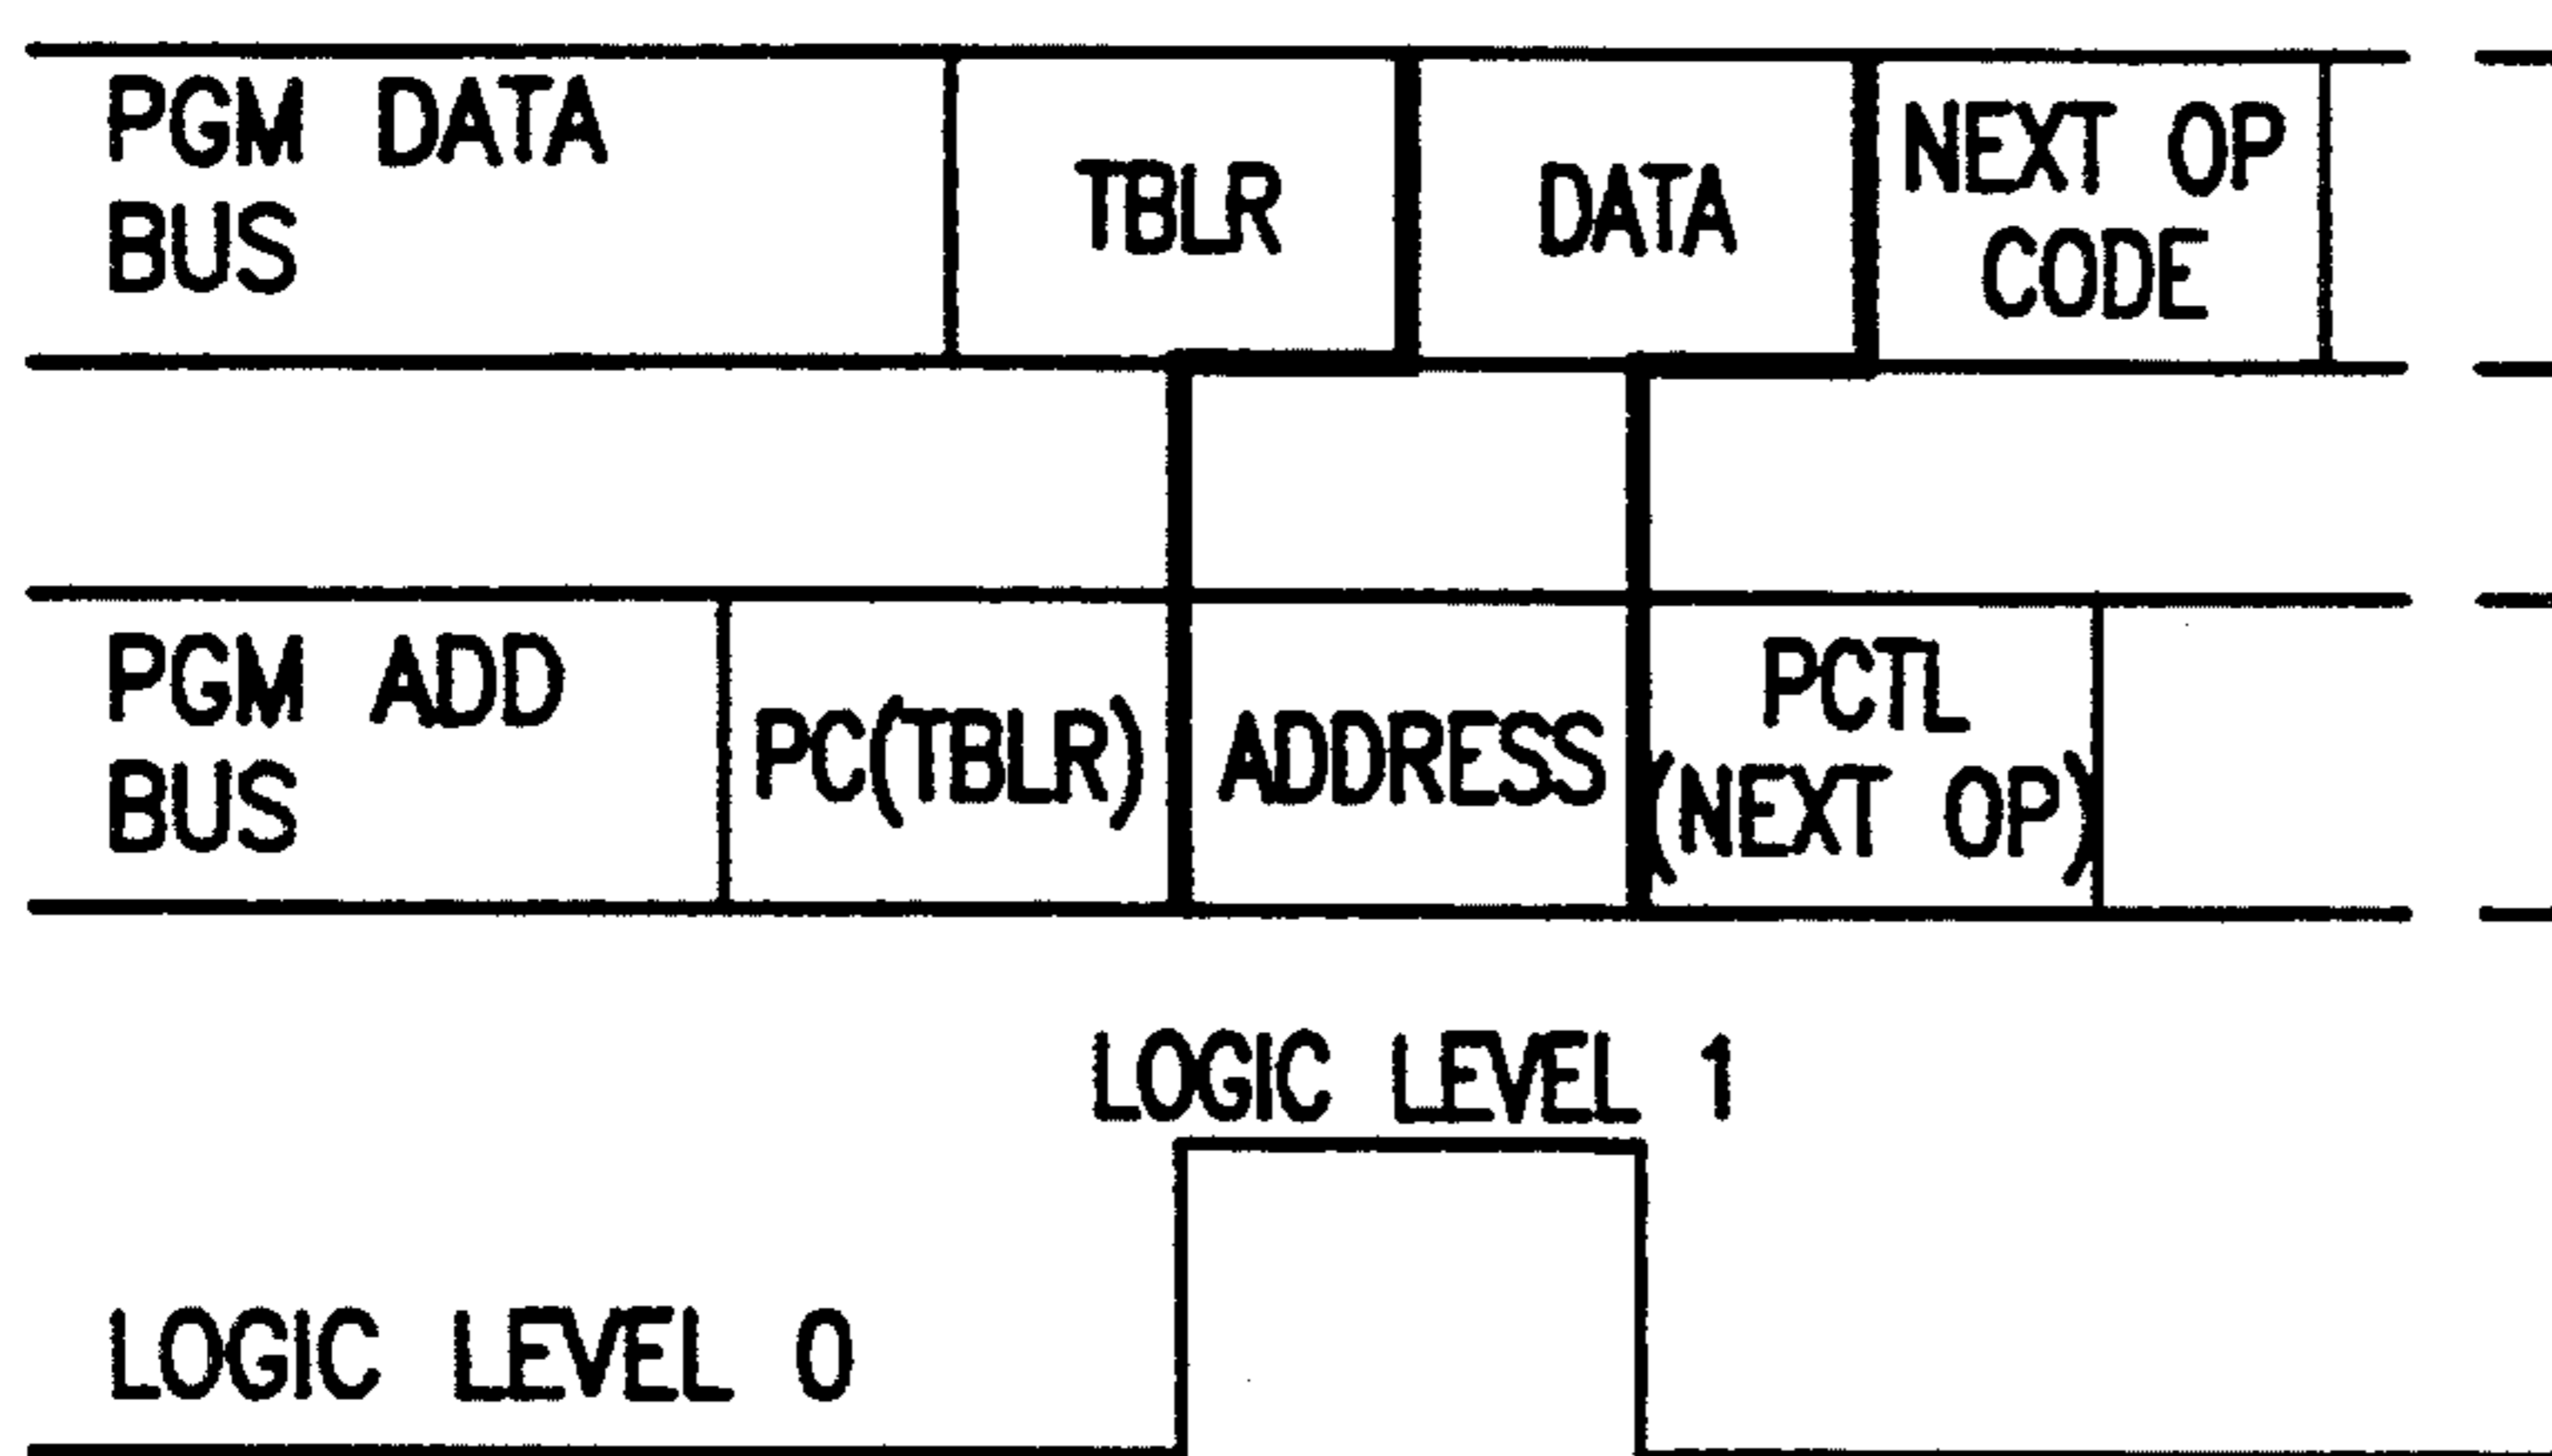 PGM DATA
BUS
TBLR
DATA
NEXT OP
CODE
PGM ADD
BUS
PC(TBLR)
ADDRESS
PCTL
(NEXT OP)
LOGIC LEVEL 1
LOGIC LEVEL 0